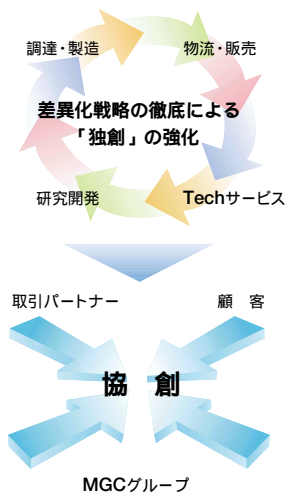 調達・製造
物流・販売
差異化戦略の徹底による
「独創」の強化
研究開発
Techサービス
取引パートナー
顧　客
協　創
MGCグループ